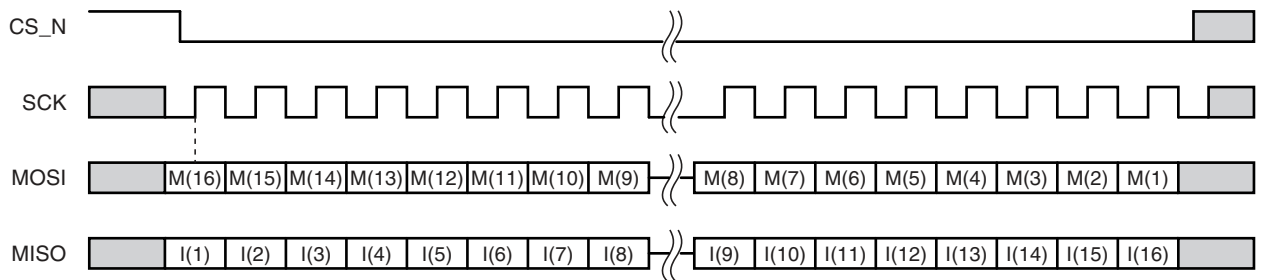 CS_N
SCK
MOSI M(16) M(15) M(14) M(13) M(12) M(11) M(10) M(9) M(8) M(7) M(6) M(5) M(4) M(3) M(2) M(1)
MISO I(1) I(2) I(3) I(4) I(5) I(6) I(7) I(8) I(9) I(10) I(11) I(12) I(13) I(14) I(15) I(16)